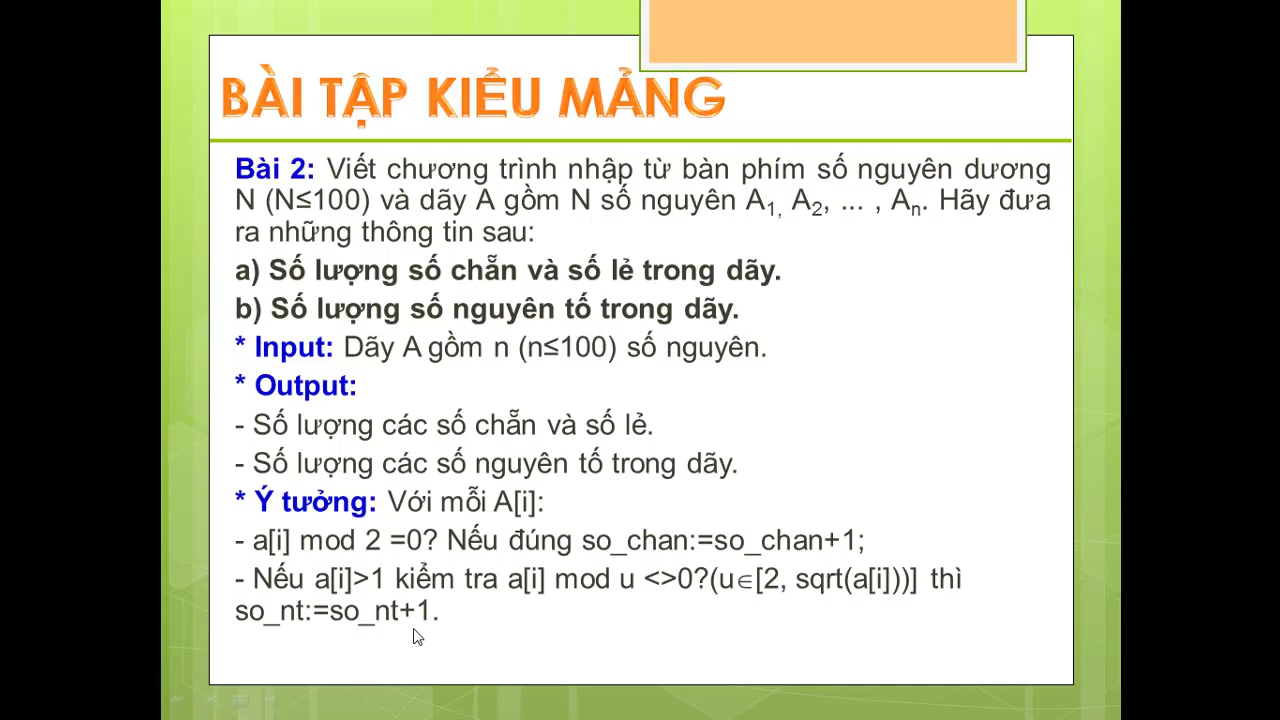 BÀI TẬP KIỂU MẢNG
Bài 2: Viết chương trình nhập từ bàn phím số nguyên dương
N (N≤100) và dãy A gồm N số nguyên A1, A2, ... , An. Hãy đưa
ra những thông tin sau:
a) Số lượng số chẵn và số lẻ trong dãy.
b) Số lượng số nguyên tố trong dãy.
* Input: Dãy A gồm n (n≤100) số nguyên.
* Output:
- Số lượng các số chẵn và số lẻ.
- Số lượng các số nguyên tố trong dãy.
* Ý tưởng: Với mỗi A[i]:
- a[i] mod 2 =0? Nếu đúng so_chan:=so_chan+1;
- Nếu a[i]>1 kiểm tra a[i] mod u <>0?(u∈[2, sqrt(a[i]))] thì
so_nt:=so_nt+1.